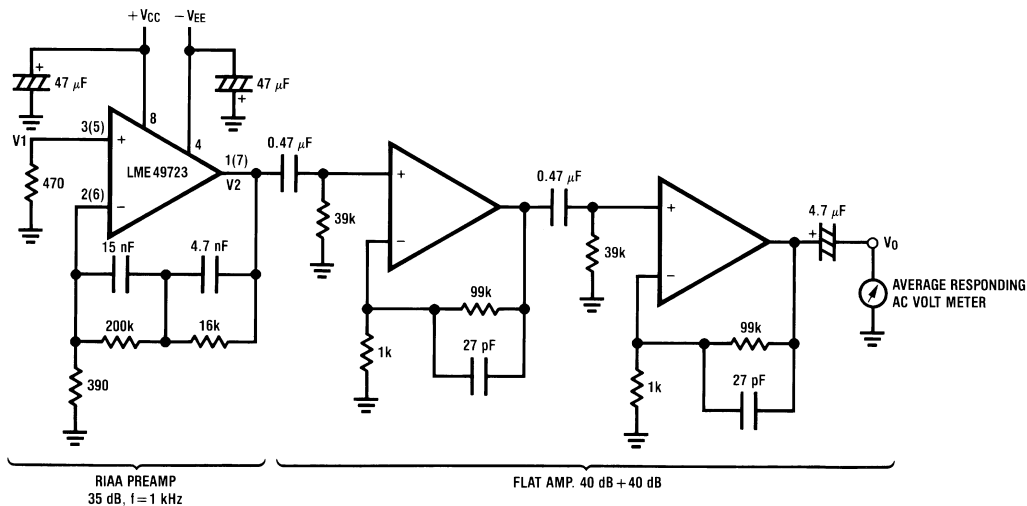 +VCC
−VEE
+
47 µF
47 µF
+
8
3(5)
V1
+
4
0.47 µF
1(7)
LME 49723
V2
470
2(6)
−
+
0.47 µF
39k
4.7 µF
+
+
V0
15 nF
4.7 nF
−
39k
AVERAGE RESPONDING
AC VOLT METER
−
99k
200k
16k
99k
1k
27 pF
390
1k
27 pF
RIAA PREAMP
35 dB, f=1 kHz
FLAT AMP. 40 dB+40 dB